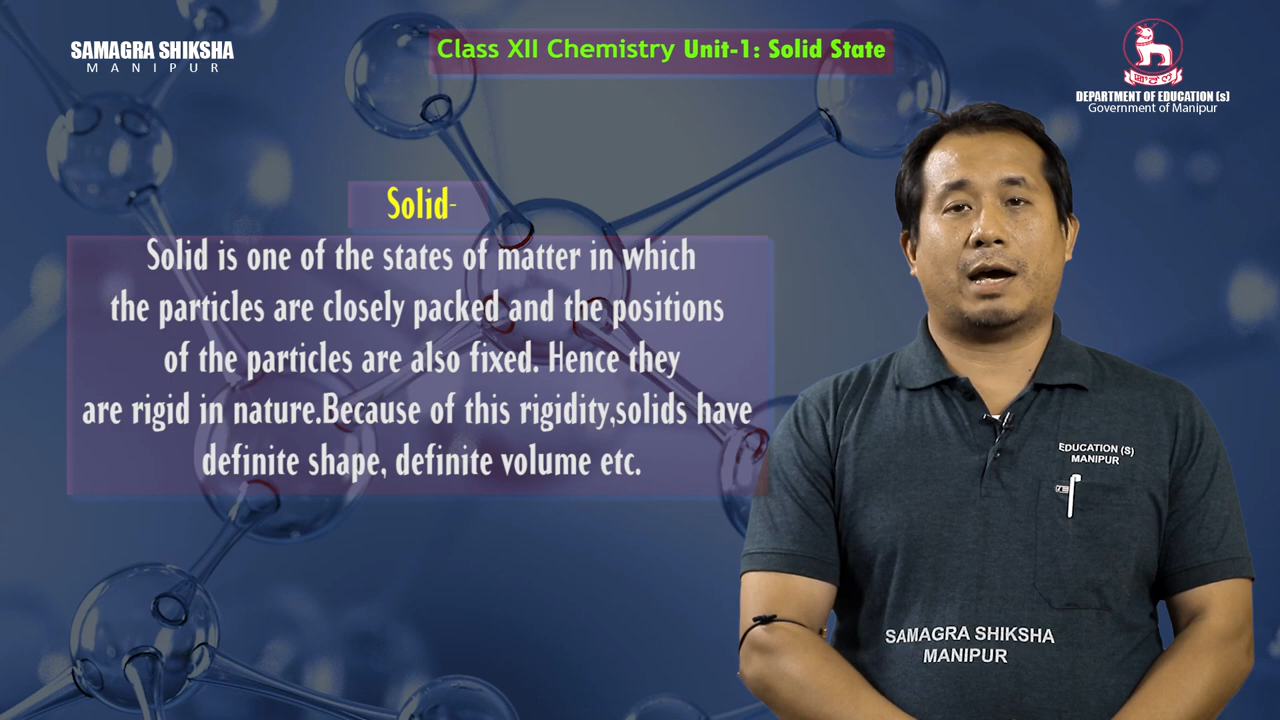 SAMAGRA SHIKSHA
MANIPUR
Class XII Chemistry Unit-1: Solid State
DEPARTMENT OF EDUCATION (s)
Government of Manipur
Solid-
Solid is one of the states of matter in which
the particles are closely packed and the positions
of the particles are also fixed. Hence they
are rigid in nature.Because of this rigidity,solids have
definite shape, definite volume etc.
EDUCATION (S)
MANIPUR
SAMAGRA SHIKSHA
MANIPUR